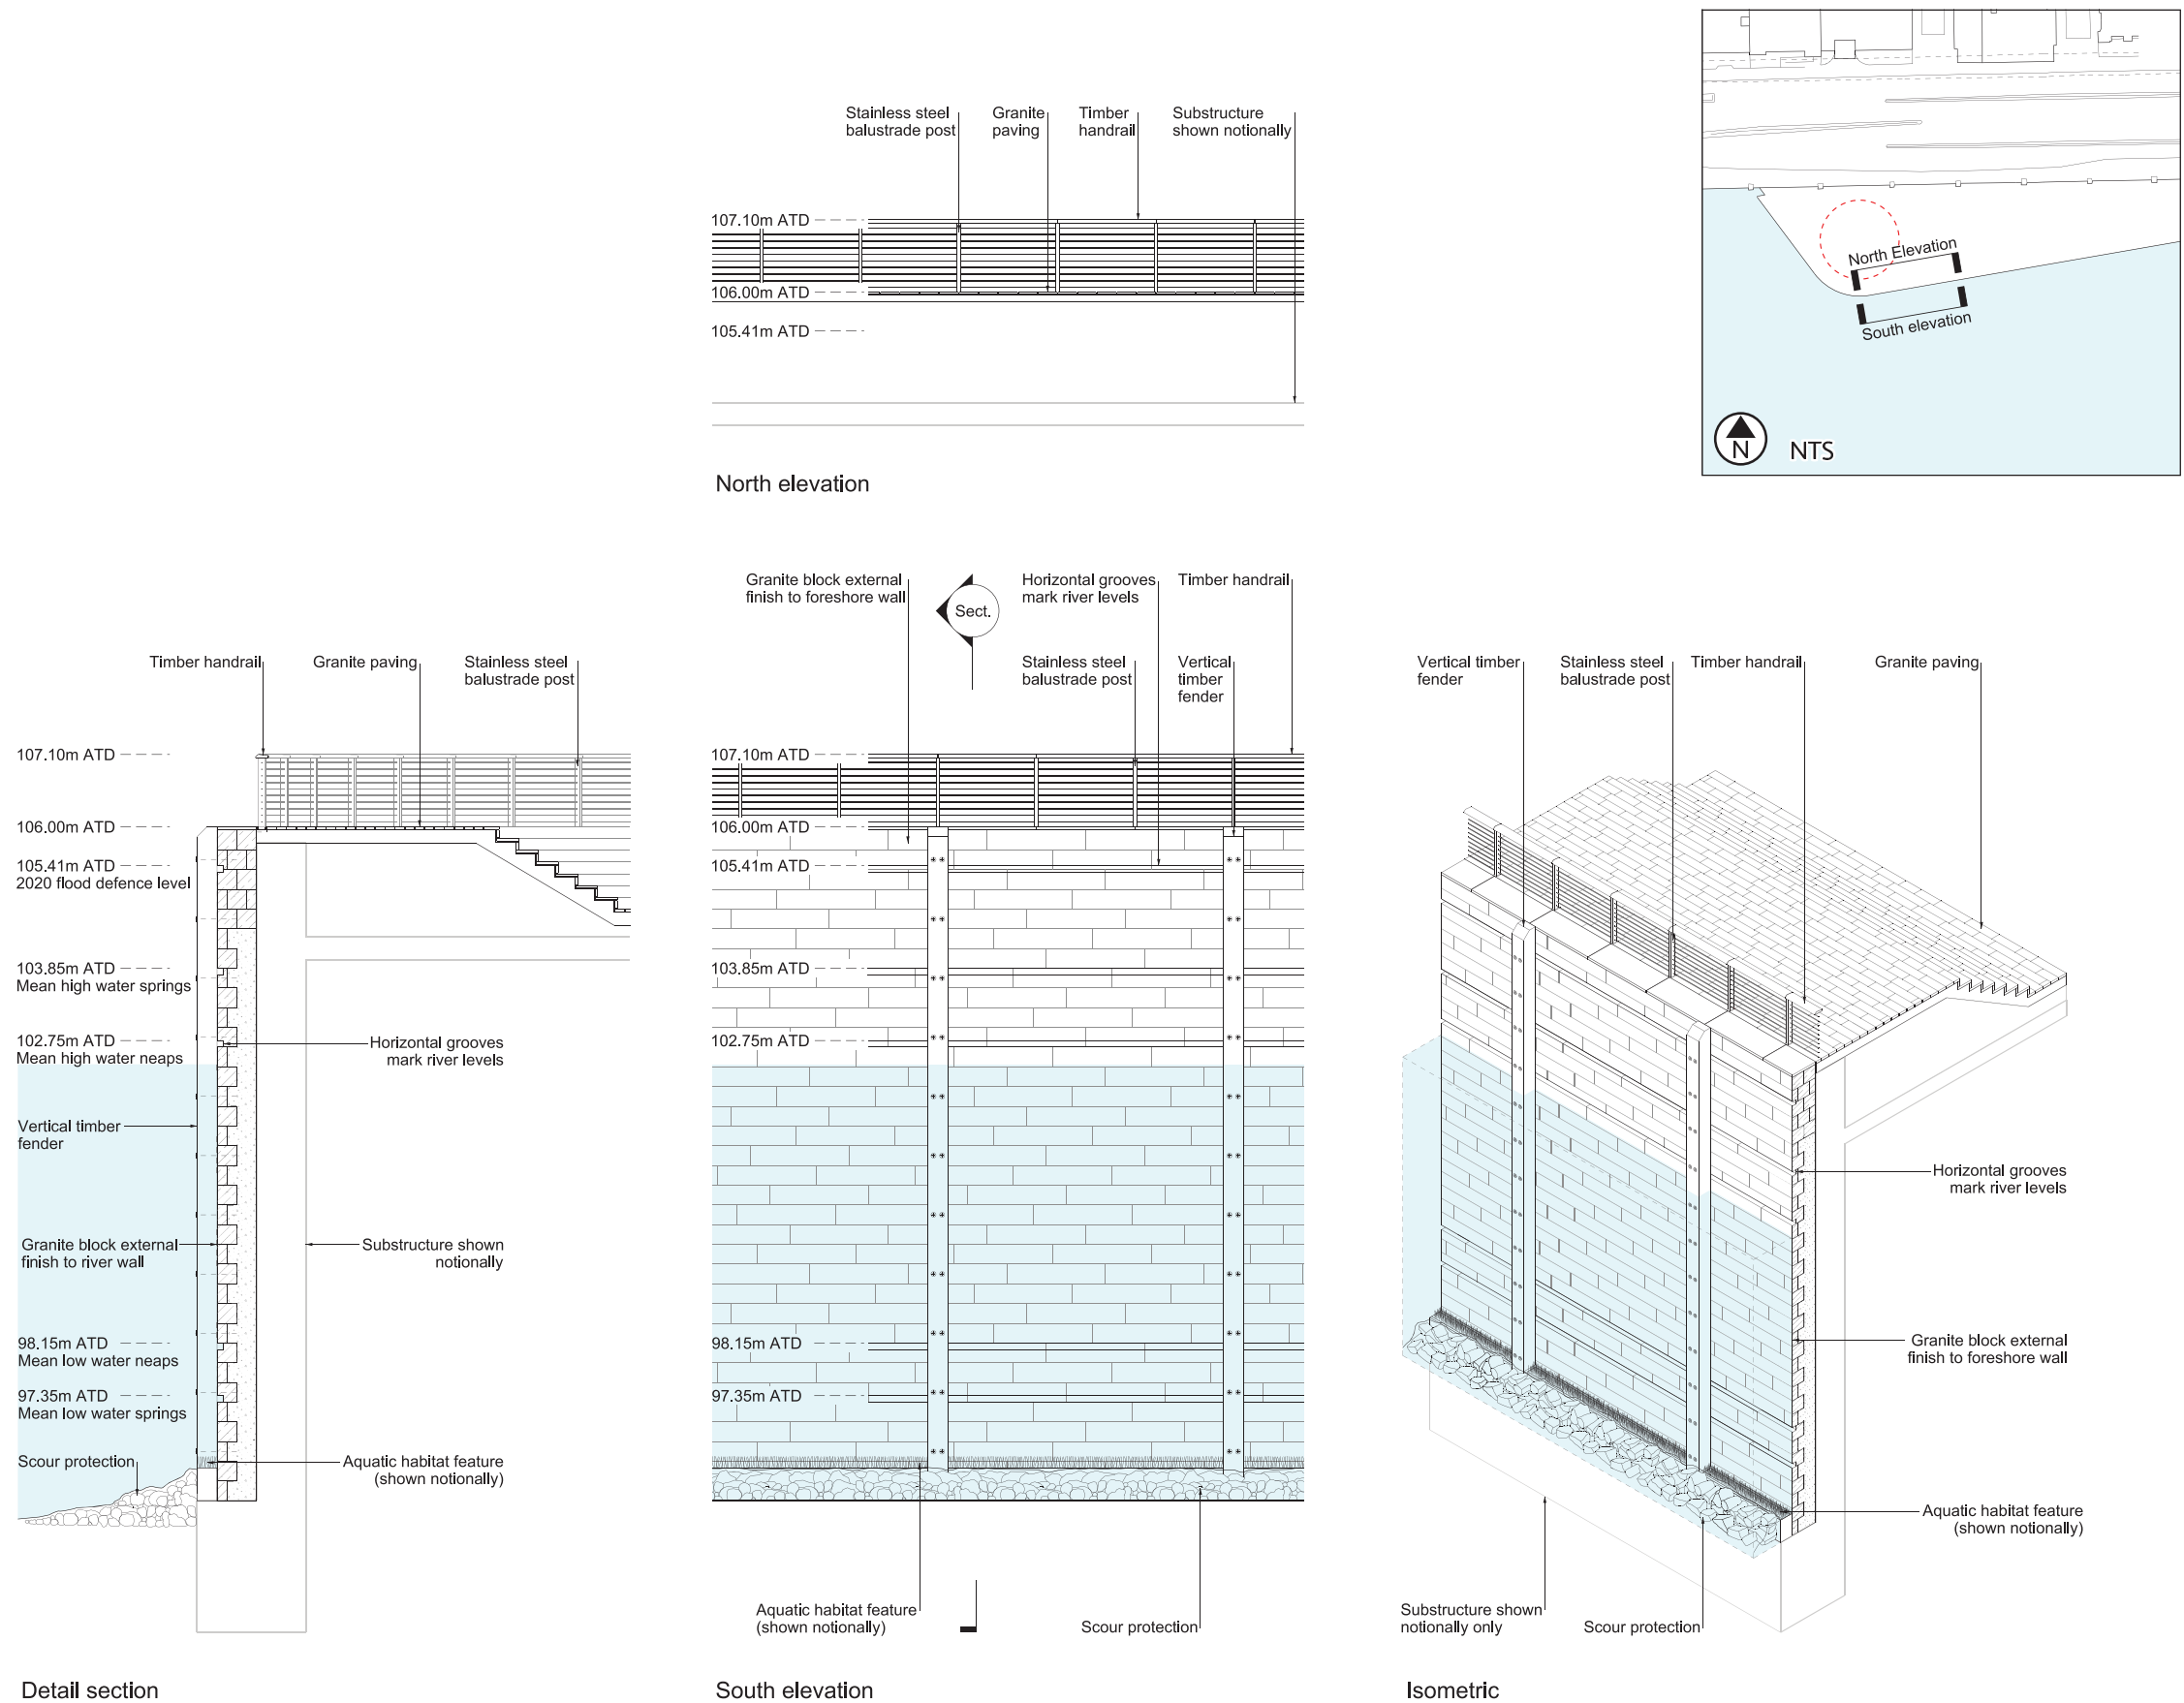 Stainless steel
balustrade post
Granite
paving
Timber
handrail
Substructure
shown notionally
107.10m ATD
106.00m ATD
105.41m ATD
North elevation
North Elevation
South elevation
N
NTS
Timber handrail
Granite paving
Stainless steel
balustrade post
107.10m ATD
106.00m ATD
105.41m ATD
2020 flood defence level
103.85m ATD
Mean high water springs
102.75m ATD
Mean high water neaps
Horizontal grooves
mark river levels
Vertical timber
fender
Granite block external
finish to river wall
Substructure shown
notionally
98.15m ATD
Mean low water neaps
97.35m ATD
Mean low water springs
Scour protection
Aquatic habitat feature
(shown notionally)
Detail section
Granite block external
finish to foreshore wall
Sect.
Horizontal grooves
mark river levels
Timber handrail
Stainless steel
balustrade post
Vertical
timber
fender
107.10m ATD
106.00m ATD
105.41m ATD
103.85m ATD
102.75m ATD
98.15m ATD
97.35m ATD
Aquatic habitat feature
(shown notionally)
Scour protection
South elevation
Vertical timber
fender
Stainless steel
balustrade post
Timber handrail
Granite paving
Horizontal grooves
mark river levels
Granite block external
finish to foreshore wall
Aquatic habitat feature
(shown notionally)
Substructure shown
notionally only
Scour protection
Isometric